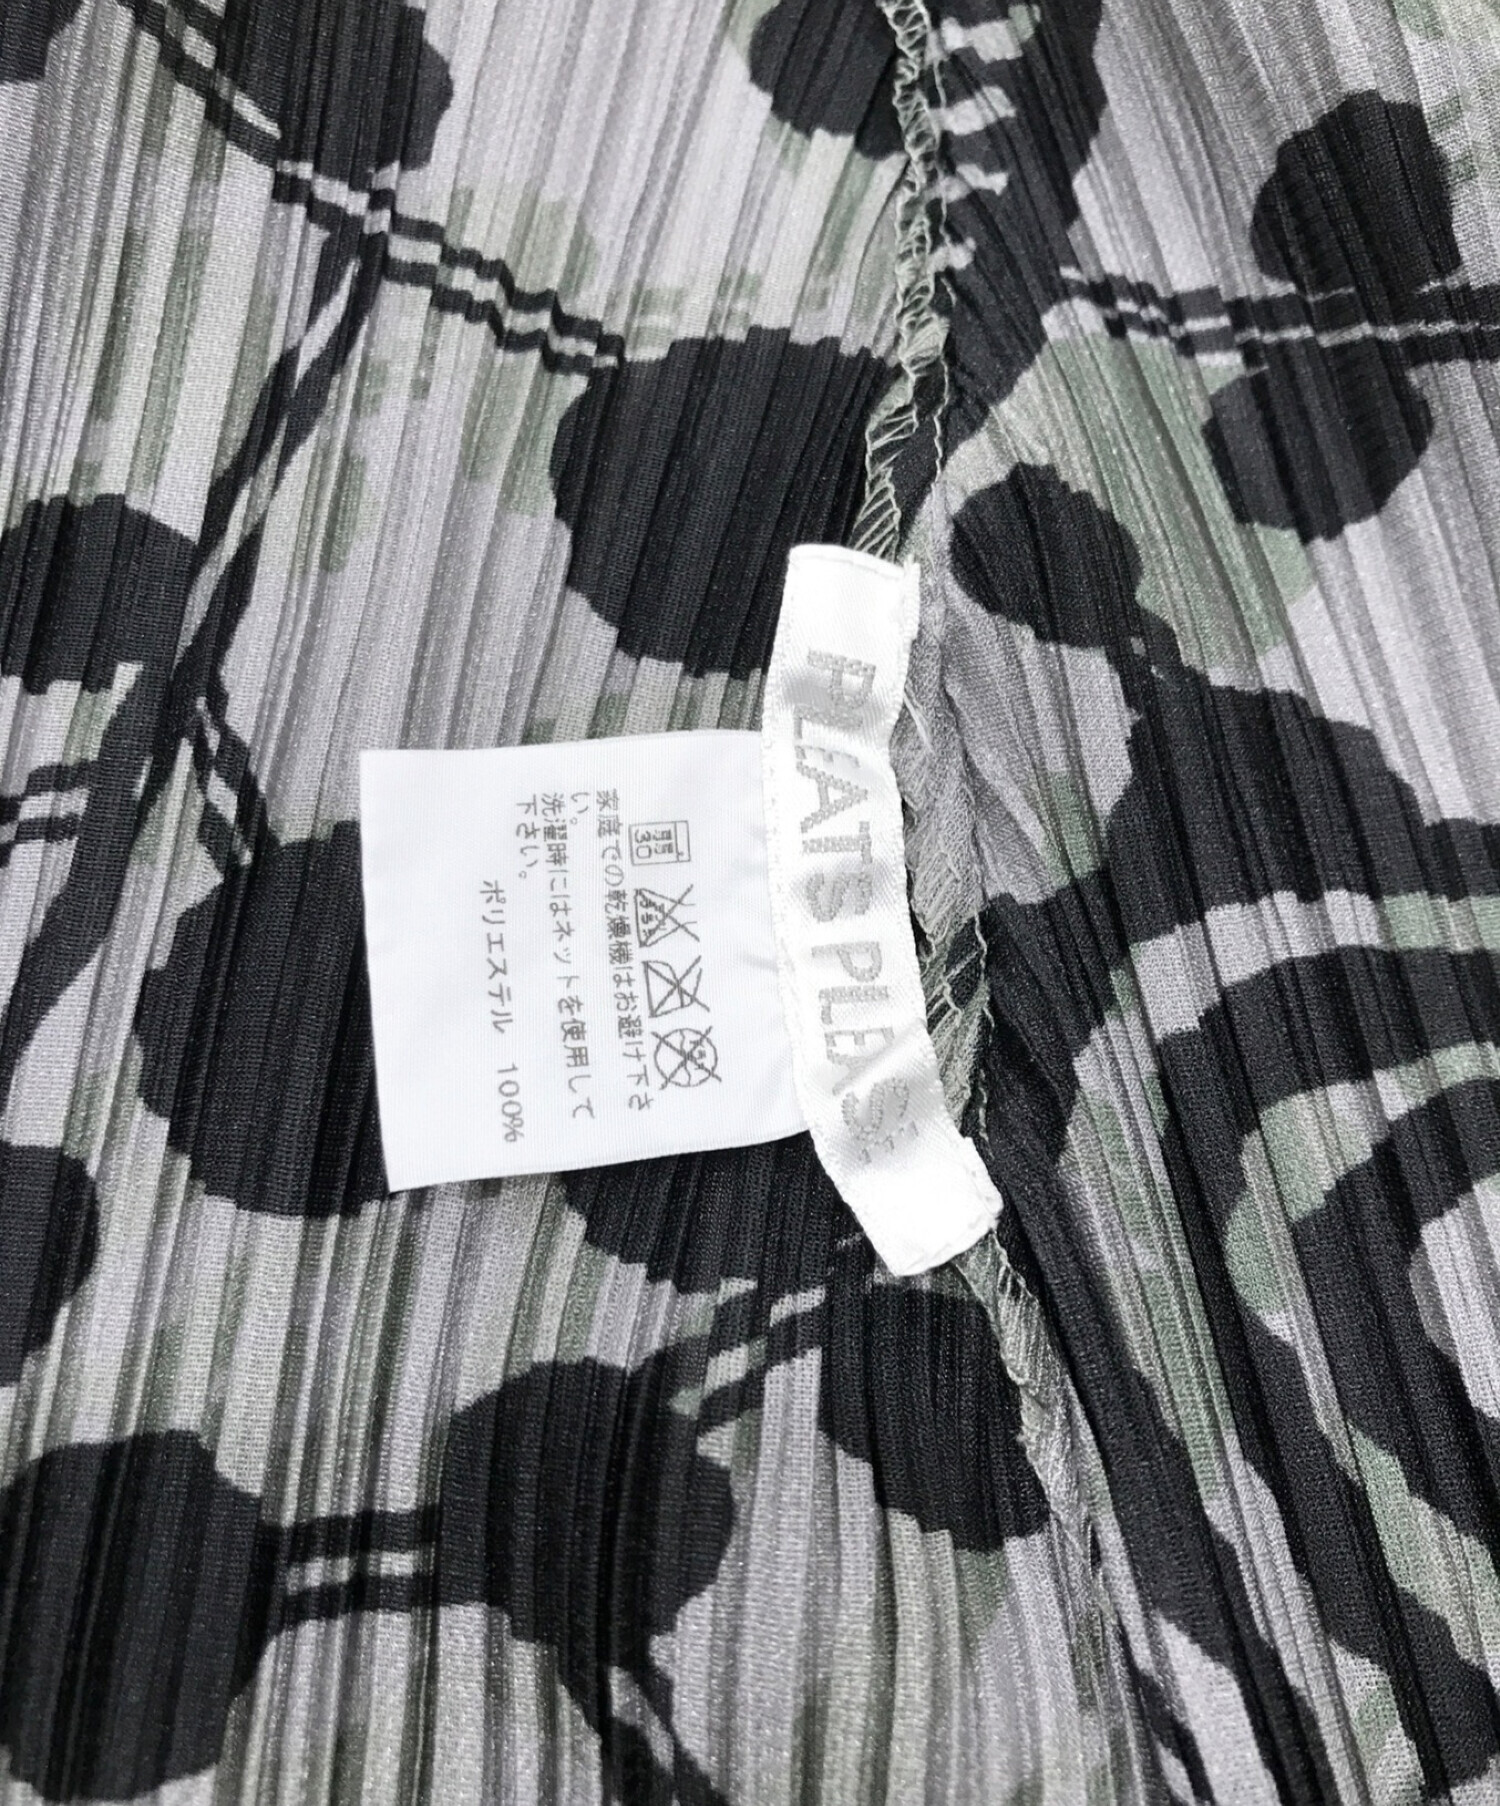 PLEATS PLEASE
30
家庭での乾燥機はお避け下さ
い。
洗濯時にはネットを使用して
下さい。
ポリエステル 100%